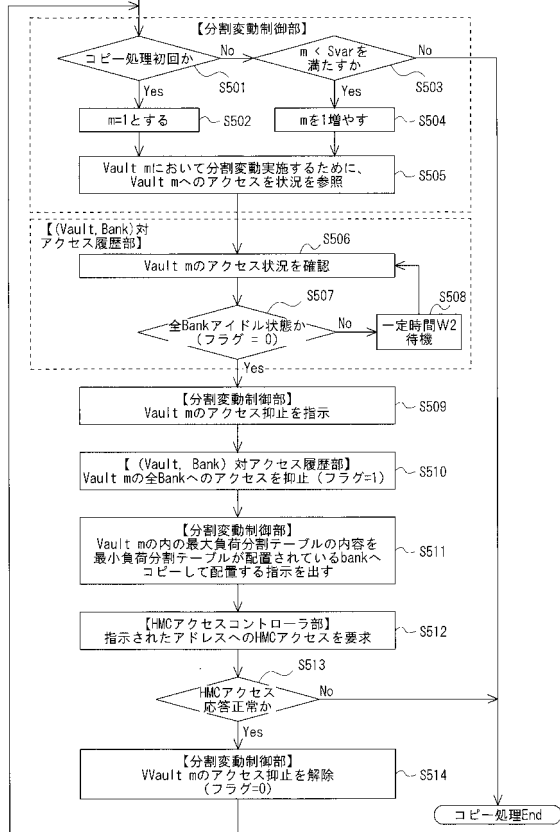 【分割変動制御部】
コピー処理初回か
No
S501
Yes
m < Svarを
満たすか
No
S503
Yes
m=1とする
S502
mを1増やす
S504
Vault mにおいて分割変動実施するために、
Vault mへのアクセスを状況を参照
S505
【(Vault,Bank)対
アクセス履歴部】
S506
Vault mのアクセス状況を確認
S507
全Bankアイドル状態か
(フラグ = 0)
No
S508
一定時間W2
待機
Yes
【分割変動制御部】
Vault mのアクセス抑止を指示
S509
【 (Vault, Bank) 対アクセス履歴部】
Vault mの全Bankへのアクセスを抑止 (フラグ=1)
S510
【分割変動制御部】
Vault mの内の最大負荷分割テーブルの内容を
最小負荷分割テーブルが配置されているbankへ
コピーして配置する指示を出す
S511
【HMCアクセスコントローラ部】
指示されたアドレスへのHMCアクセスを要求
S512
S513
HMCアクセス
応答正常か
No
Yes
【分割変動制御部】
VVault mのアクセス抑止を解除
(フラグ=0)
S514
コピー処理End